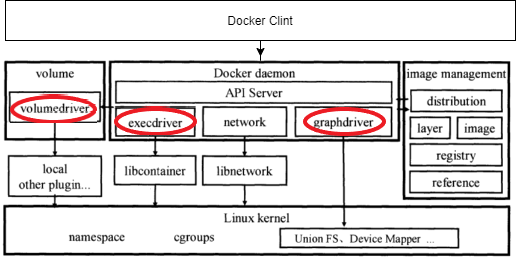 Docker Clint
volume
Docker daemon
image management
API Server
volumedriver
execdriver
network
graphdriver
distribution
layer
image
registry
reference
local
other plugin...
libcontainer
libnetwork
Linux kernel
namespace
cgroups
Union FS、Device Mapper ...